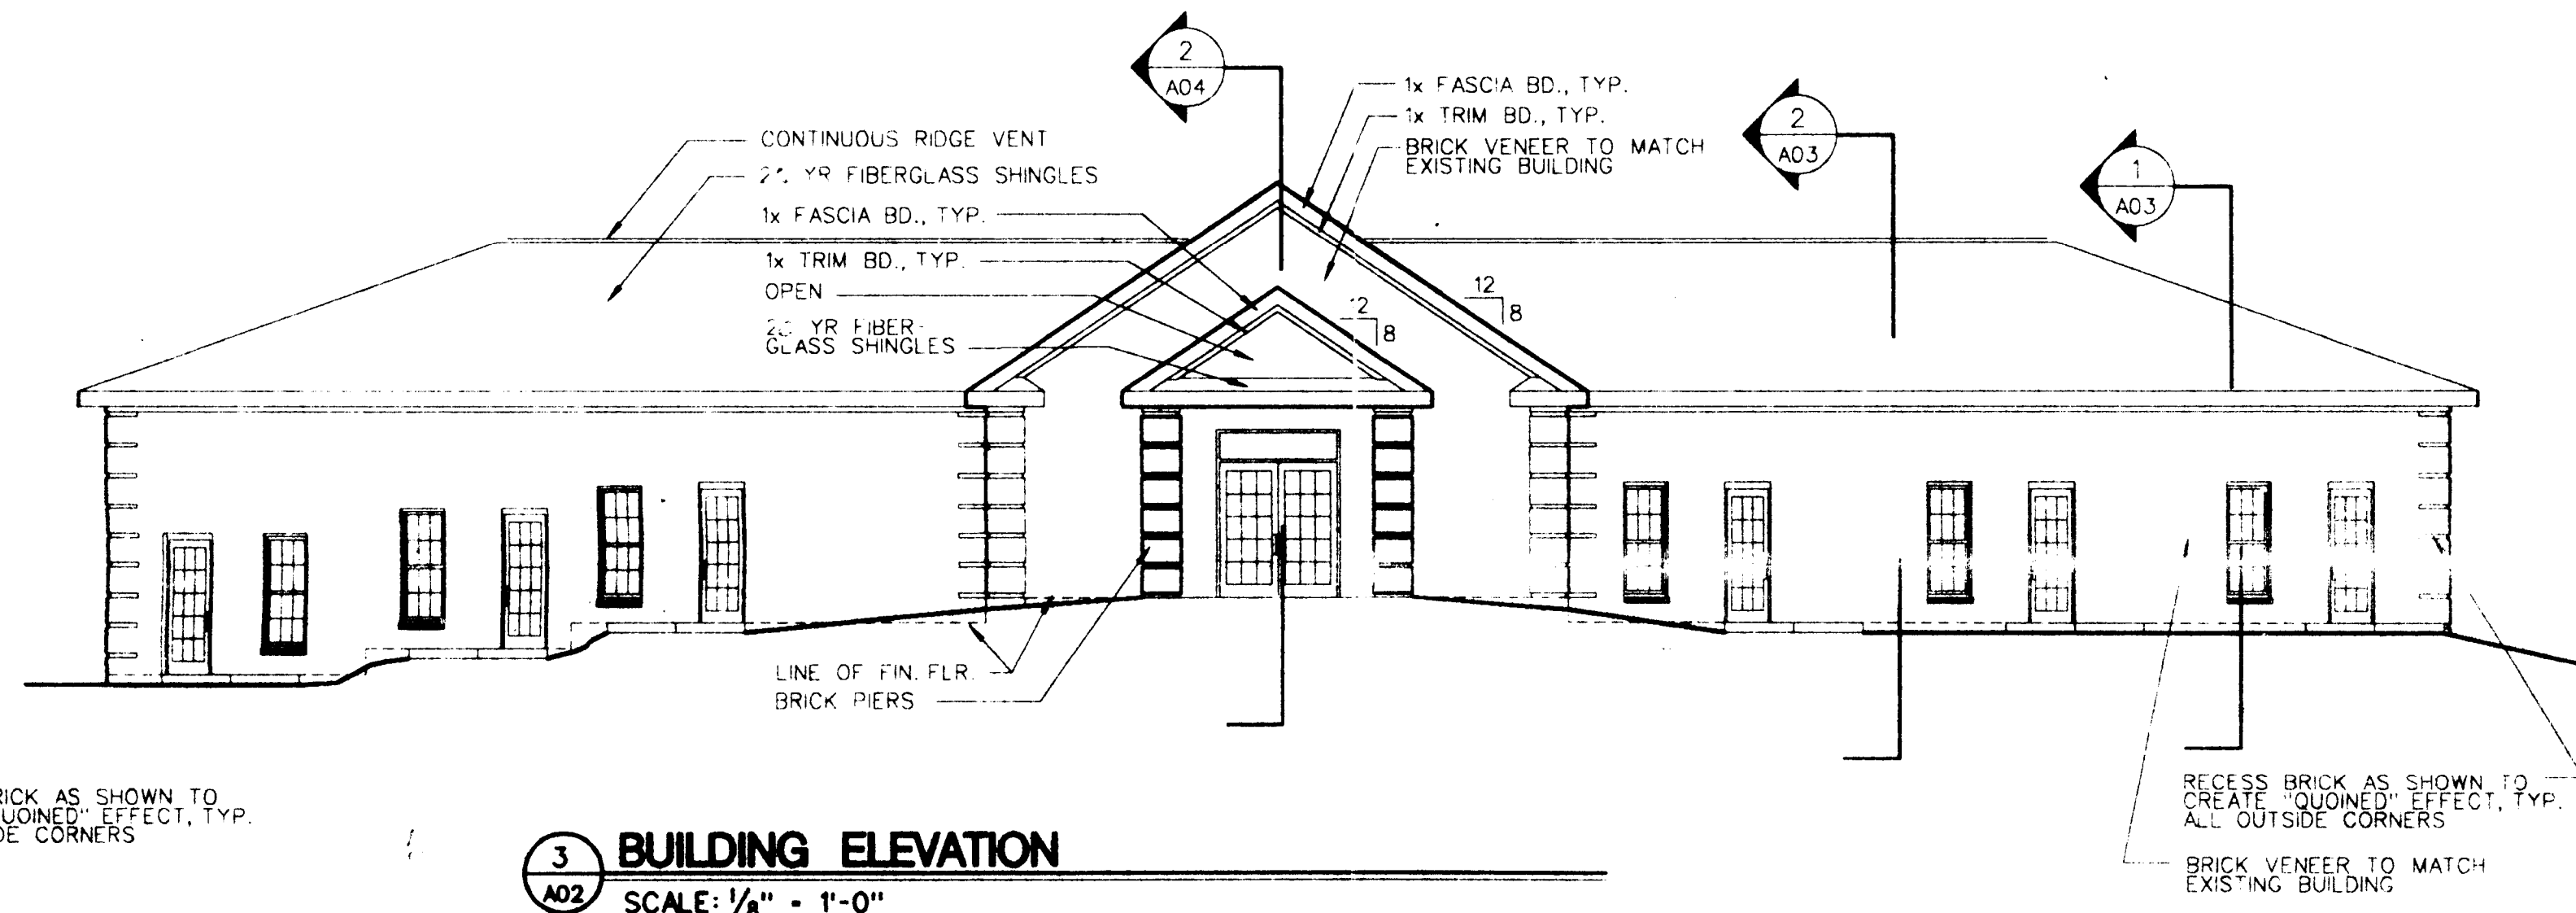 2
A04
1x FASCIA BD., TYP.
1x TRIM BD., TYP.
BRICK VENEER TO MATCH
EXISTING BUILDING
2
A03
1
A03
CONTINUOUS RIDGE VENT
YR FIBERGLASS SHINGLES
1x FASCIA BD., TYP.
1x TRIM BD., TYP.
OPEN
YR FIBER-
GLASS SHINGLES
12
8
12
8
LINE OF FIN. FLR.
BRICK PIERS
AS SHOWN TO
EFFECT, TYP.
CORNERS
RECESS BRICK AS SHOWN TO
CREATE "QUOINED" EFFECT, TYP.
ALL OUTSIDE CORNERS
BRICK VENEER TO MATCH
EXISTING BUILDING
3
A02
BUILDING ELEVATION
SCALE: 1/8" - 1'-0"